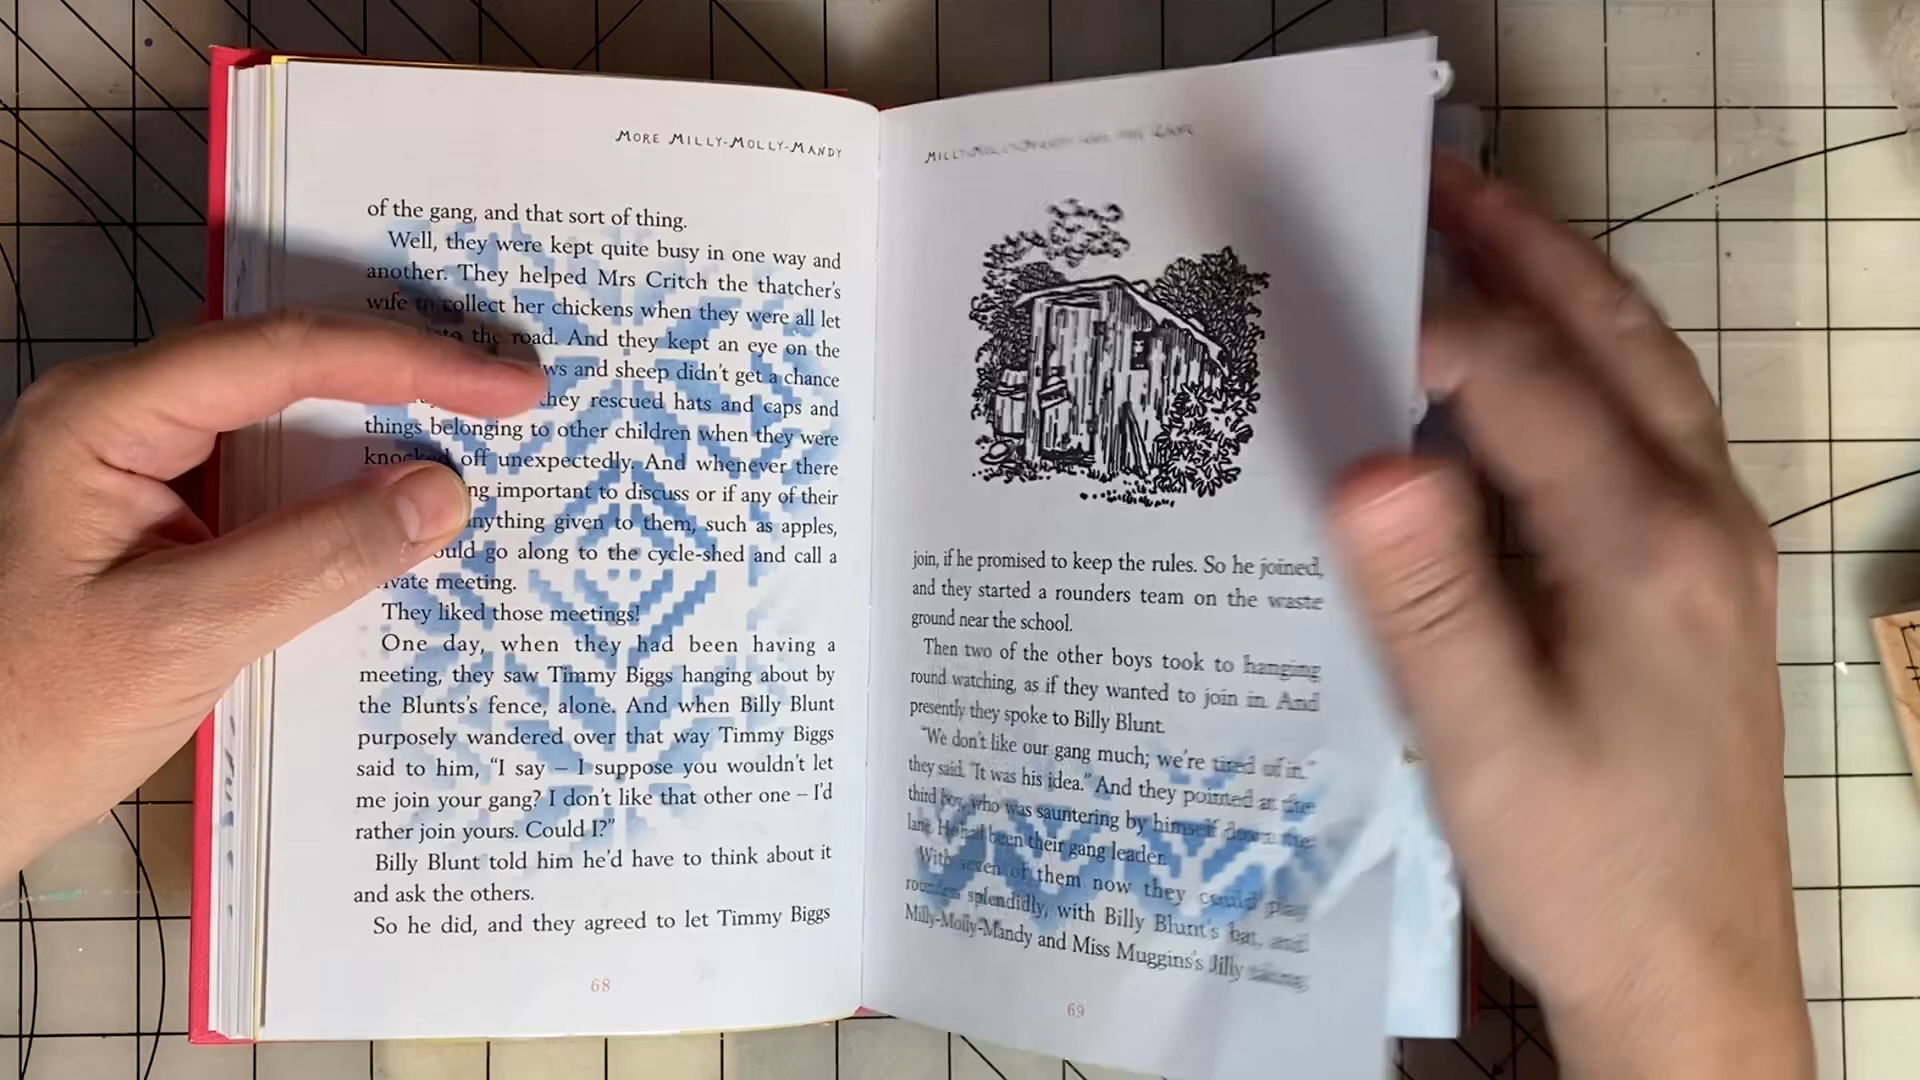 MORE MILLY-MOLLY-MANDY
of the gang, and that sort of thing.
Well, they were kept quite busy in one way and
another. They helped Mrs Critch the thatcher's
wife to collect her chickens when they were all let
the road. And they kept an eye on the
and sheep didn't get a chance
they rescued hats and caps and
things belonging to other children when they were
knocked off unexpectedly. And whenever there
important to discuss or if any of their
anything given to them, such as apples,
go along to the cycle-shed and call a
private meeting.
They liked those meetings!
One day, when they had been having a
meeting, they saw Timmy Biggs hanging about by
the Blunts's fence, alone. And when Billy Blunt
purposely wandered over that way Timmy Biggs
said to him, “I say – I suppose you wouldn't let
me join your gang? I don't like that other one – I'd
rather join yours. Could I?”
Billy Blunt told him he'd have to think about it
and ask the others.
So he did, and they agreed to let Timmy Biggs
68
join, if he promised to keep the rules. So he joined,
and they started a rounders team on the waste
ground near the school.
Then two of the other boys took to hanging
round watching, as if they wanted to join in. And
presently they spoke to Billy Blunt.
“We don't like our gang much; we're tired of it,”
they said. “It was his idea.” And they pointed at the
third boy, who was sauntering by himself down the
lane. He had been their gang leader.
With seven of them now they could play
rounders splendidly, with Billy Blunt's bat, and
Milly-Molly-Mandy and Miss Muggins's Jilly
69